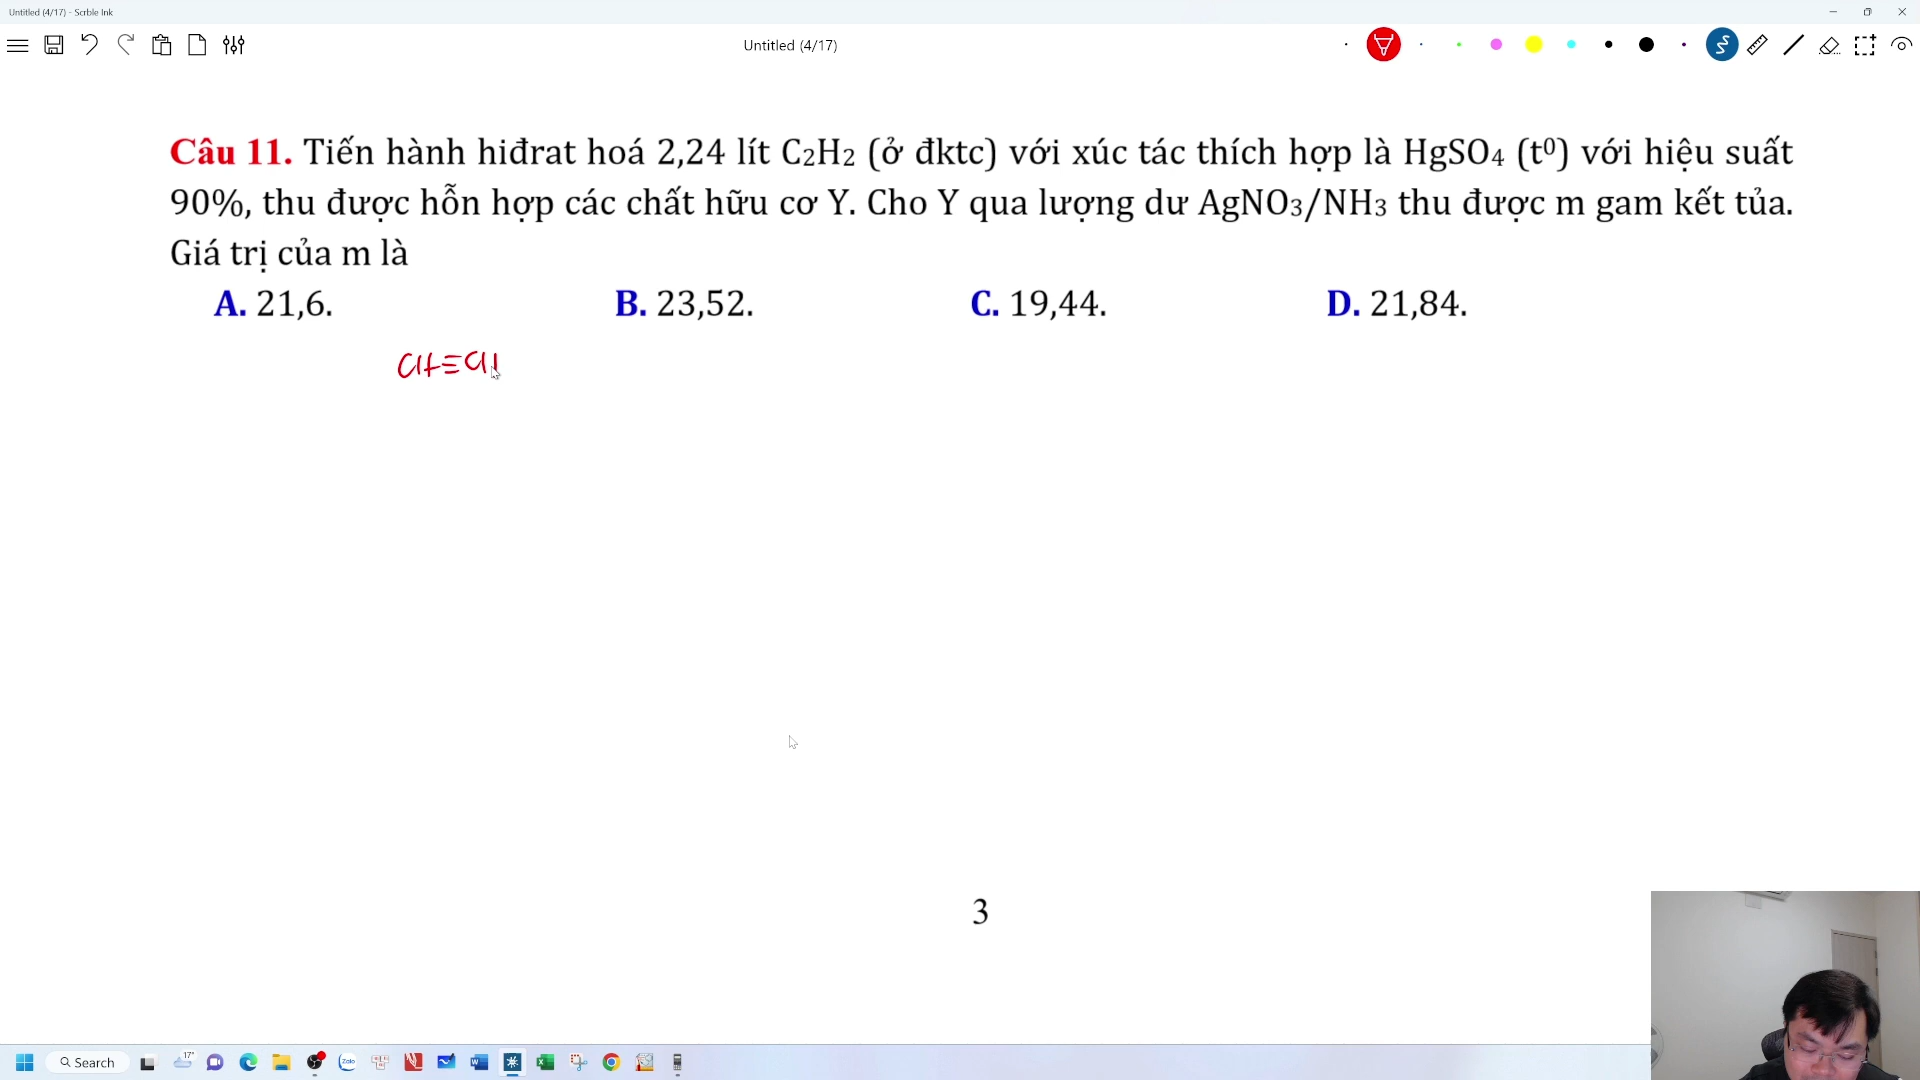 Untitled (4/17) - Scrble Ink
Untitled (4/17)
Câu 11. Tiến hành hiđrat hoá 2,24 lít C₂H₂ (ở đktc) với xúc tác thích hợp là HgSO₄ (t⁰) với hiệu suất
90%, thu được hỗn hợp các chất hữu cơ Y. Cho Y qua lượng dư AgNO₃/NH₃ thu được m gam kết tủa.
Giá trị của m là
A. 21,6. B. 23,52. C. 19,44. D. 21,84.
CH≡CH
3
17°
Search
Zalo